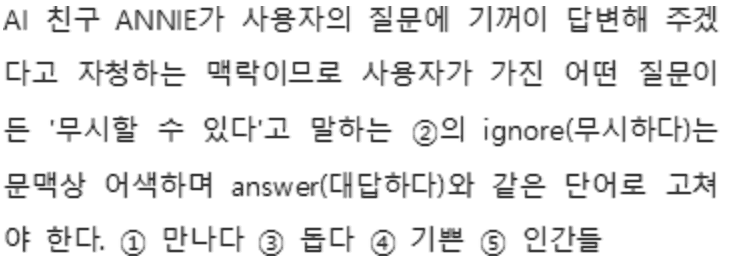 AI 친구 ANNIE가 사용자의 질문에 기꺼이 답변해 주겠
다고 자청하는 맥락이므로 사용자가 가진 어떤 질문이
든 '무시할 수 있다'고 말하는 ②의 ignore(무시하다)는
문맥상 어색하며 answer(대답하다)와 같은 단어로 고쳐
야 한다. ① 만나다 ③ 돕다 ④ 기쁜 ⑤ 인간들